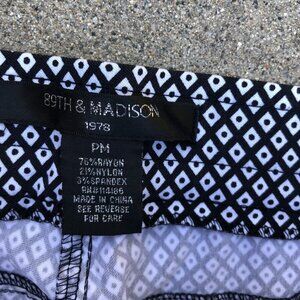 89TH & MADISON
1978
PM
76%RAYON
21%NYLON
3%SPANDEX
MADE IN CHINA
SEE REVERSE
FOR CARE